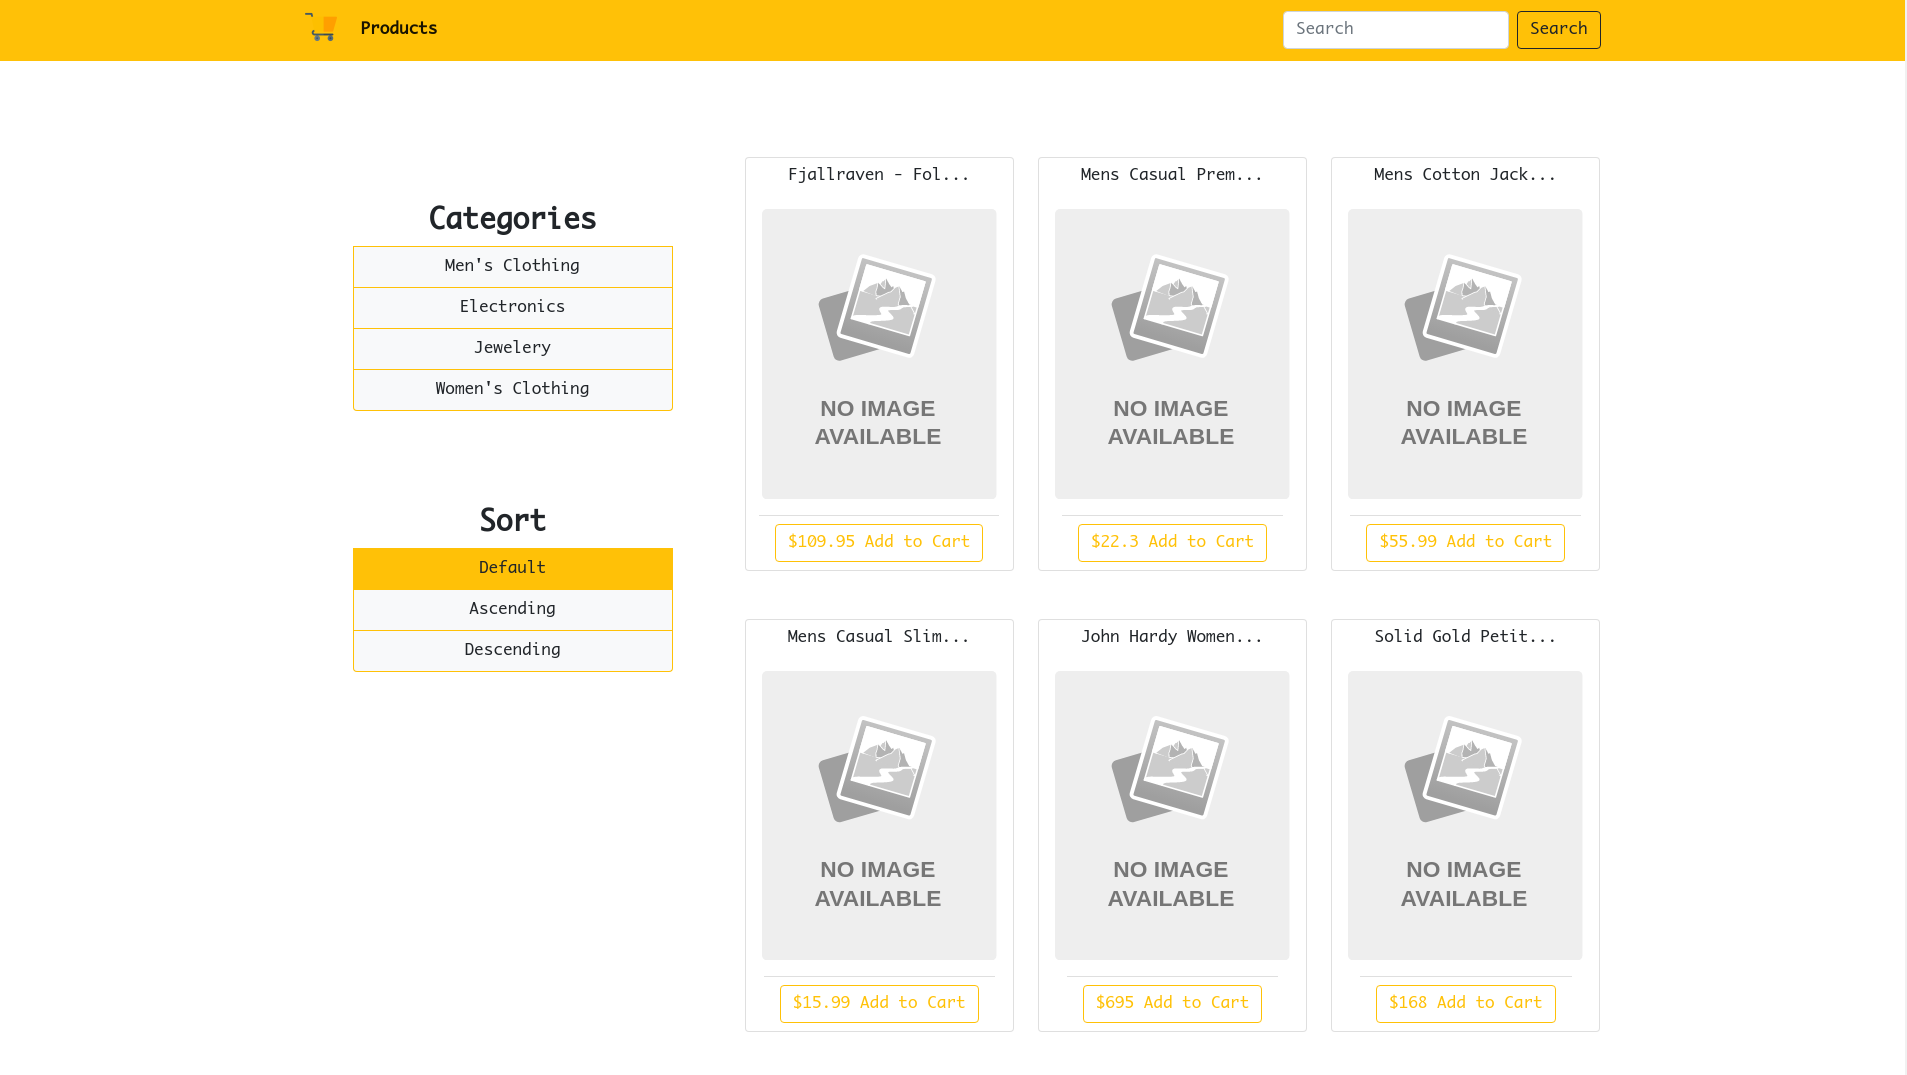 Products
Search
Search
Categories
Men's Clothing
Electronics
Jewelery
Women's Clothing
Sort
Default
Ascending
Descending
Fjallraven - Fol...
NO IMAGE
AVAILABLE
$109.95 Add to Cart
Mens Casual Prem...
NO IMAGE
AVAILABLE
$22.3 Add to Cart
Mens Cotton Jack...
NO IMAGE
AVAILABLE
$55.99 Add to Cart
Mens Casual Slim...
NO IMAGE
AVAILABLE
$15.99 Add to Cart
John Hardy Women...
NO IMAGE
AVAILABLE
$695 Add to Cart
Solid Gold Petit...
NO IMAGE
AVAILABLE
$168 Add to Cart